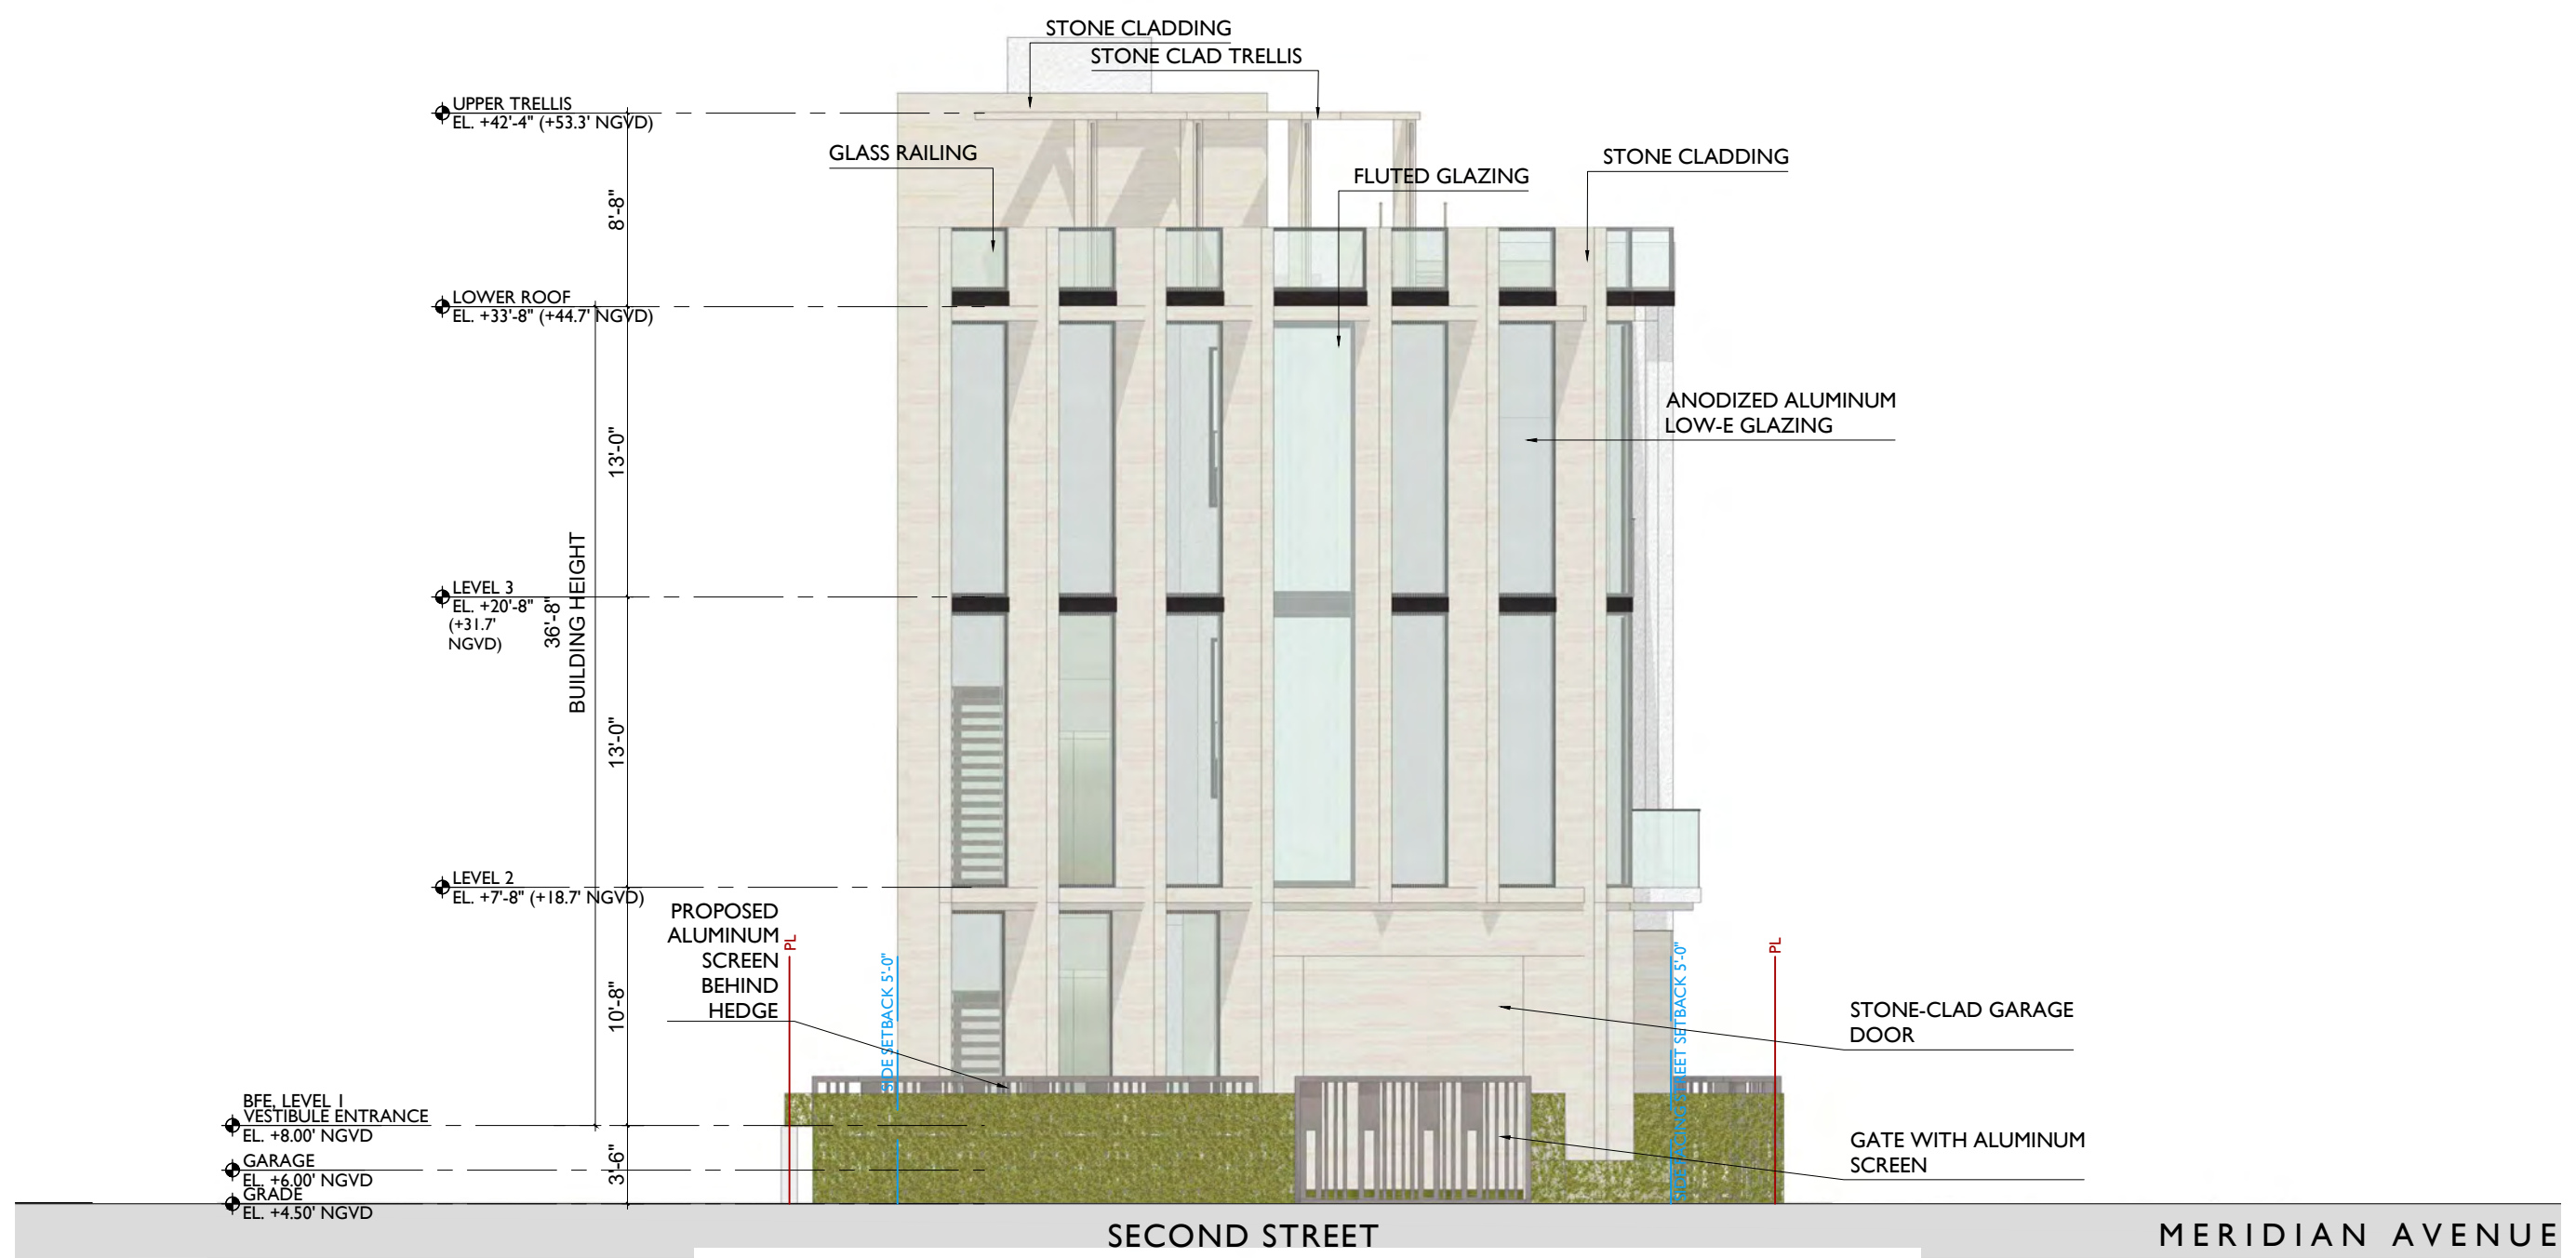 STONE CLADDING
STONE CLAD TRELLIS
UPPER TRELLIS
EL. +42'-4" (+53.3' NGVD)
GLASS RAILING
FLUTED GLAZING
STONE CLADDING
8'-8"
LOWER ROOF
EL. +33'-8" (+44.7' NGVD)
ANODIZED ALUMINUM
LOW-E GLAZING
13'-0"
LEVEL 3
EL. +20'-8"
(+31.7'
NGVD)
36'-8"
BUILDING HEIGHT
13'-0"
LEVEL 2
EL. +7'-8" (+18.7' NGVD)
PROPOSED
ALUMINUM
SCREEN
BEHIND
HEDGE
PL
SIDE SETBACK 5'-0"
SIDE FACING STREET SETBACK 5'-0"
PL
10'-8"
STONE-CLAD GARAGE
DOOR
BFE, LEVEL 1
VESTIBULE ENTRANCE
EL. +8.00' NGVD
GATE WITH ALUMINUM
SCREEN
GARAGE
EL. +6.00' NGVD
3'-6"
GRADE
EL. +4.50' NGVD
SECOND STREET
MERIDIAN AVENUE